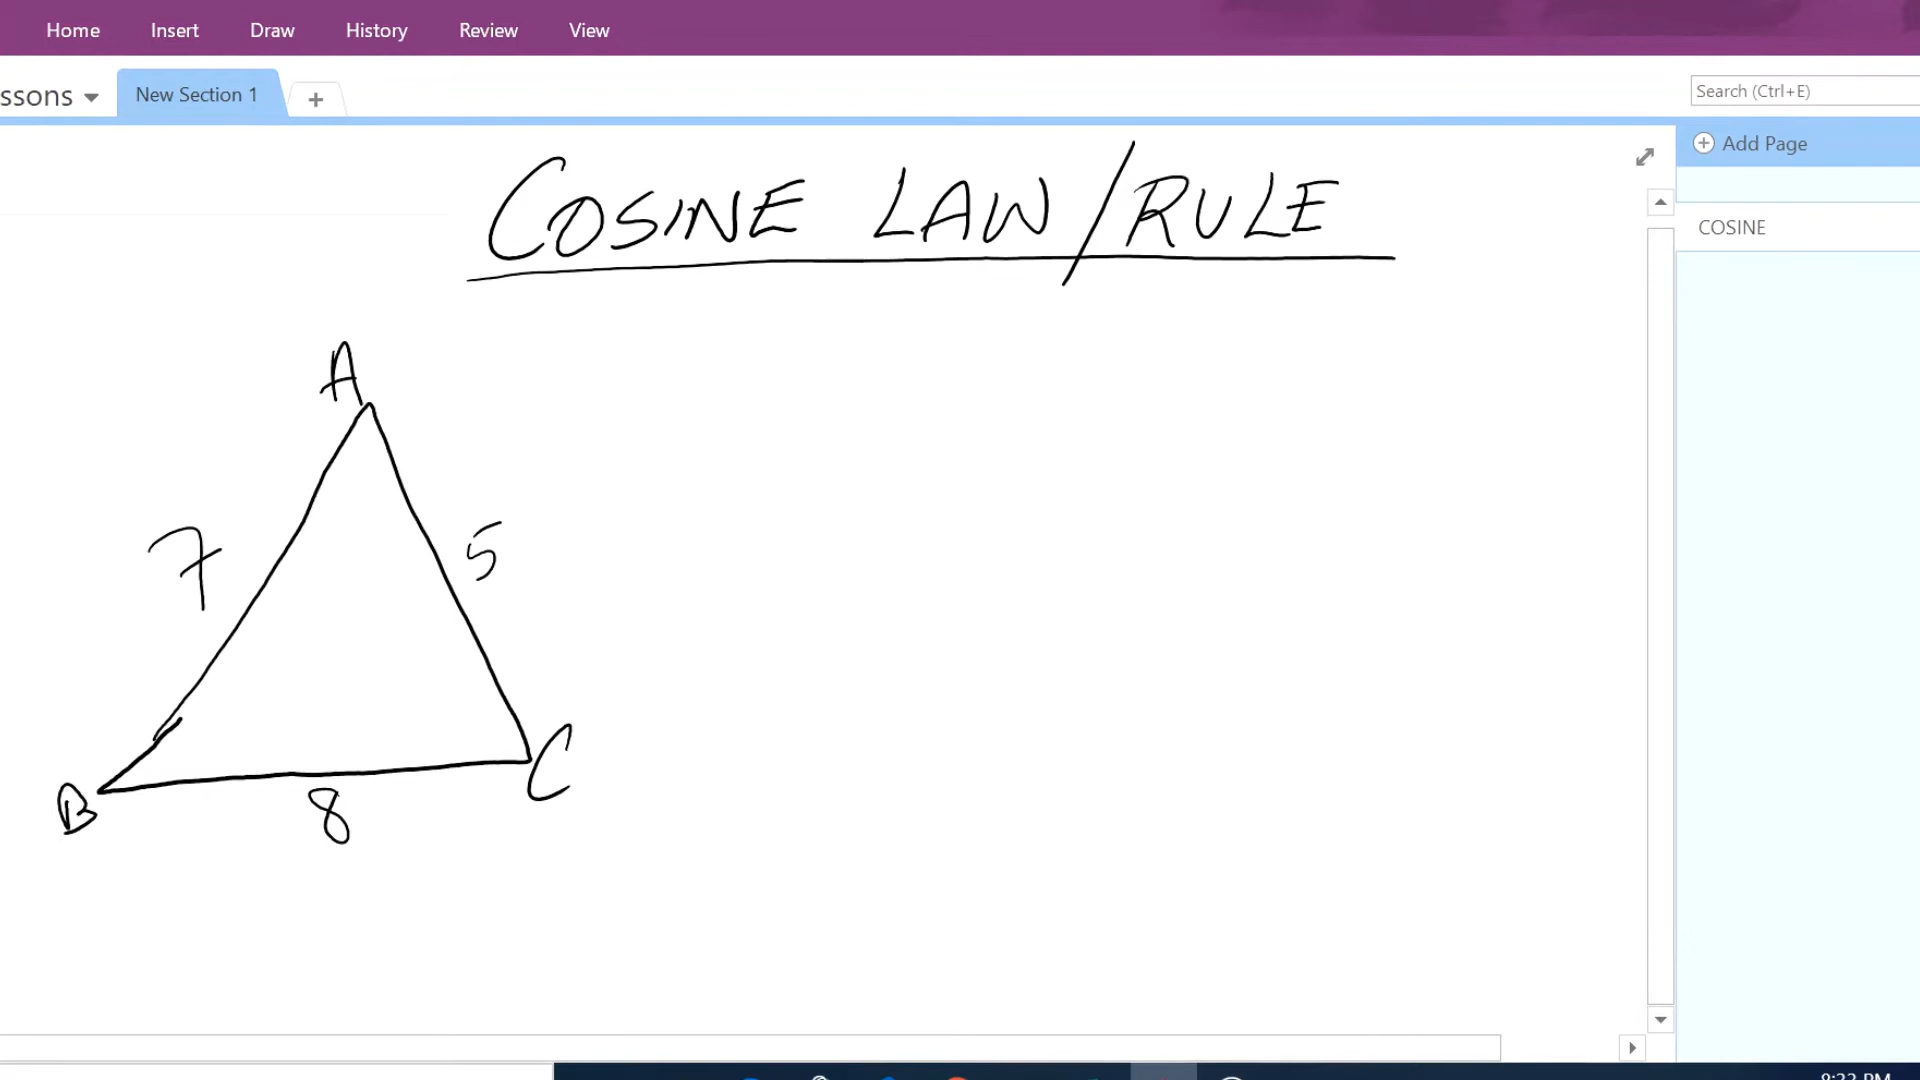 Home Insert Draw History Review View
ssons New Section 1 +
Search (Ctrl+E)
Add Page
COSINE LAW/RULE
COSINE
A
7 5
B C
8